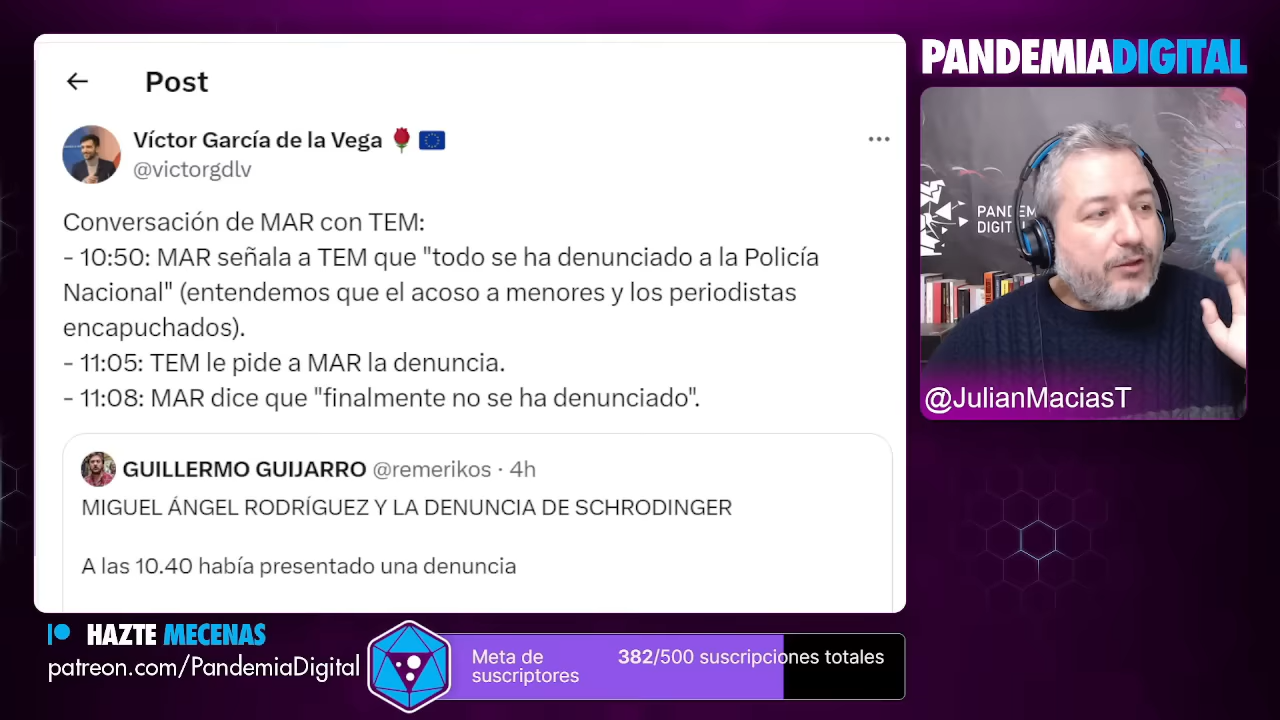 Post
Víctor García de la Vega 🌹 🇪🇺
@victorgdlv
Conversación de MAR con TEM:
- 10:50: MAR señala a TEM que "todo se ha denunciado a la Policía
Nacional" (entendemos que el acoso a menores y los periodistas
encapuchados).
- 11:05: TEM le pide a MAR la denuncia.
- 11:08: MAR dice que "finalmente no se ha denunciado".
GUILLERMO GUIJARRO @remerikos · 4h
MIGUEL ÁNGEL RODRÍGUEZ Y LA DENUNCIA DE SCHRODINGER
A las 10.40 había presentado una denuncia
PANDEMIADIGITAL
PANDEM
DIGIT
@JulianMaciasT
HAZTE MECENAS
patreon.com/PandemiaDigital
Meta de
suscriptores
382/500 suscripciones totales